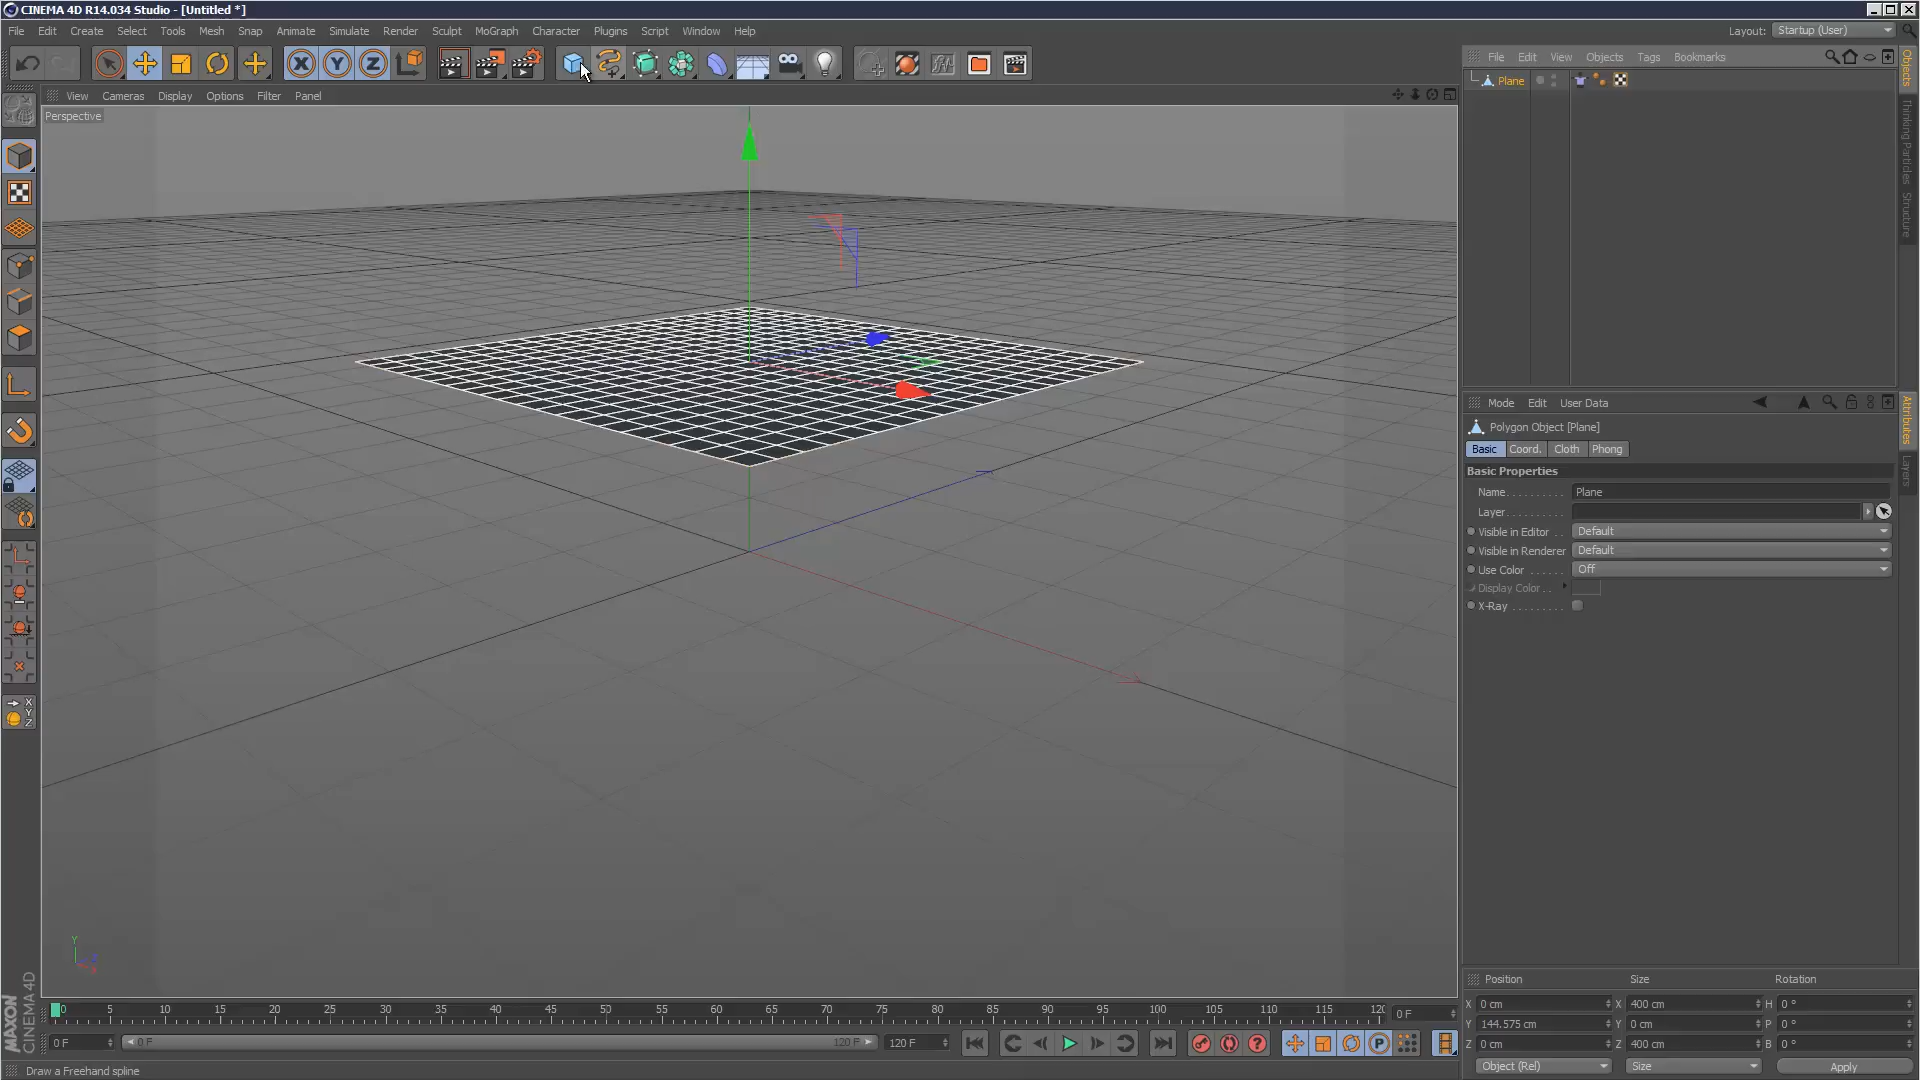 CINEMA 4D R14.034 Studio - [Untitled *]
File Edit Create Select Tools Mesh Snap Animate Simulate Render Sculpt MoGraph Character Plugins Script Window Help
Layout: Startup (User)
X Y Z
File Edit View Objects Tags Bookmarks
Plane
View Cameras Display Options Filter Panel
Perspective
Objects
Thinking Particles
Structure
Mode Edit User Data
Polygon Object [Plane]
Basic Coord. Cloth Phong
Basic Properties
Name Plane
Layer
Visible in Editor Default
Visible in Renderer Default
Use Color Off
Display Color
X-Ray
Attributes
Layers
X
Y
Z
Y
MAXON
CINEMA 4D
Position Size Rotation
X 0 cm X 400 cm H 0 °
Y 144.575 cm Y 0 cm P 0 °
Z 0 cm Z 400 cm B 0 °
Object (Rel) Size Apply
0 5 10 15 20 25 30 35 40 45 50 55 60 65 70 75 80 85 90 95 100 105 110 115 120
0 F
0 F 0 F 120 F 120 F
P
Draw a Freehand spline